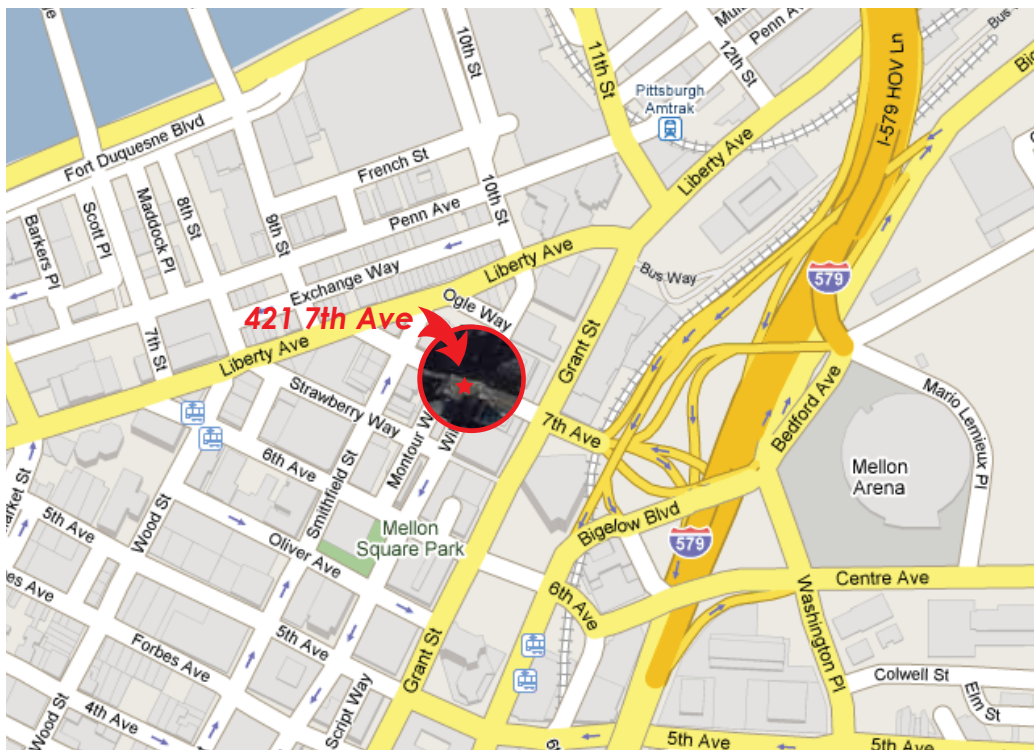 10th St
11th St
12th St
Penn Ave
I-579 HOV Ln
Pittsburgh
Amtrak
Fort Duquesne Blvd
French St
Liberty Ave
Barkers Pl
Scott Pl
Maddock Pl
8th St
9th St
10th St
Penn Ave
Exchange Way
Liberty Ave
Bus Way
579
Ogle Way
421 7th Ave
7th St
Liberty Ave
Grant St
Strawberry Way
7th Ave
Bedford Ave
Mario Lemieux Pl
Mellon
Arena
6th Ave
Smithfield St
Montour
Wood St
5th Ave
Oliver Ave
Mellon
Square Park
Bigelow Blvd
579
6th Ave
Centre Ave
Washington Pl
Forbes Ave
5th Ave
Grant St
Colwell St
Elm St
Script Way
Wood St
4th Ave
5th Ave
5th Ave